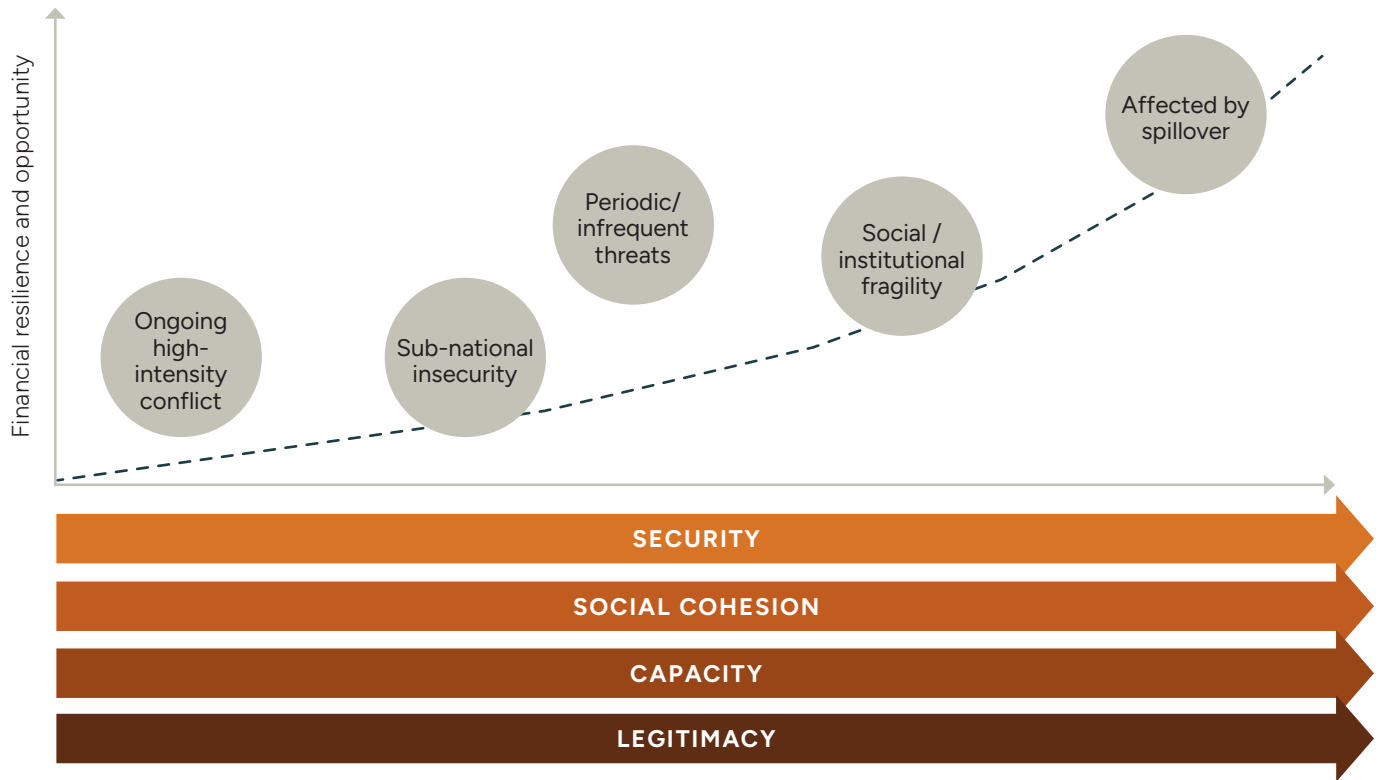 Financial resilience and opportunity
Ongoing
high-
intensity
conflict
Sub-national
insecurity
Periodic/
infrequent
threats
Social /
institutional
fragility
Affected by
spillover
SECURITY
SOCIAL COHESION
CAPACITY
LEGITIMACY